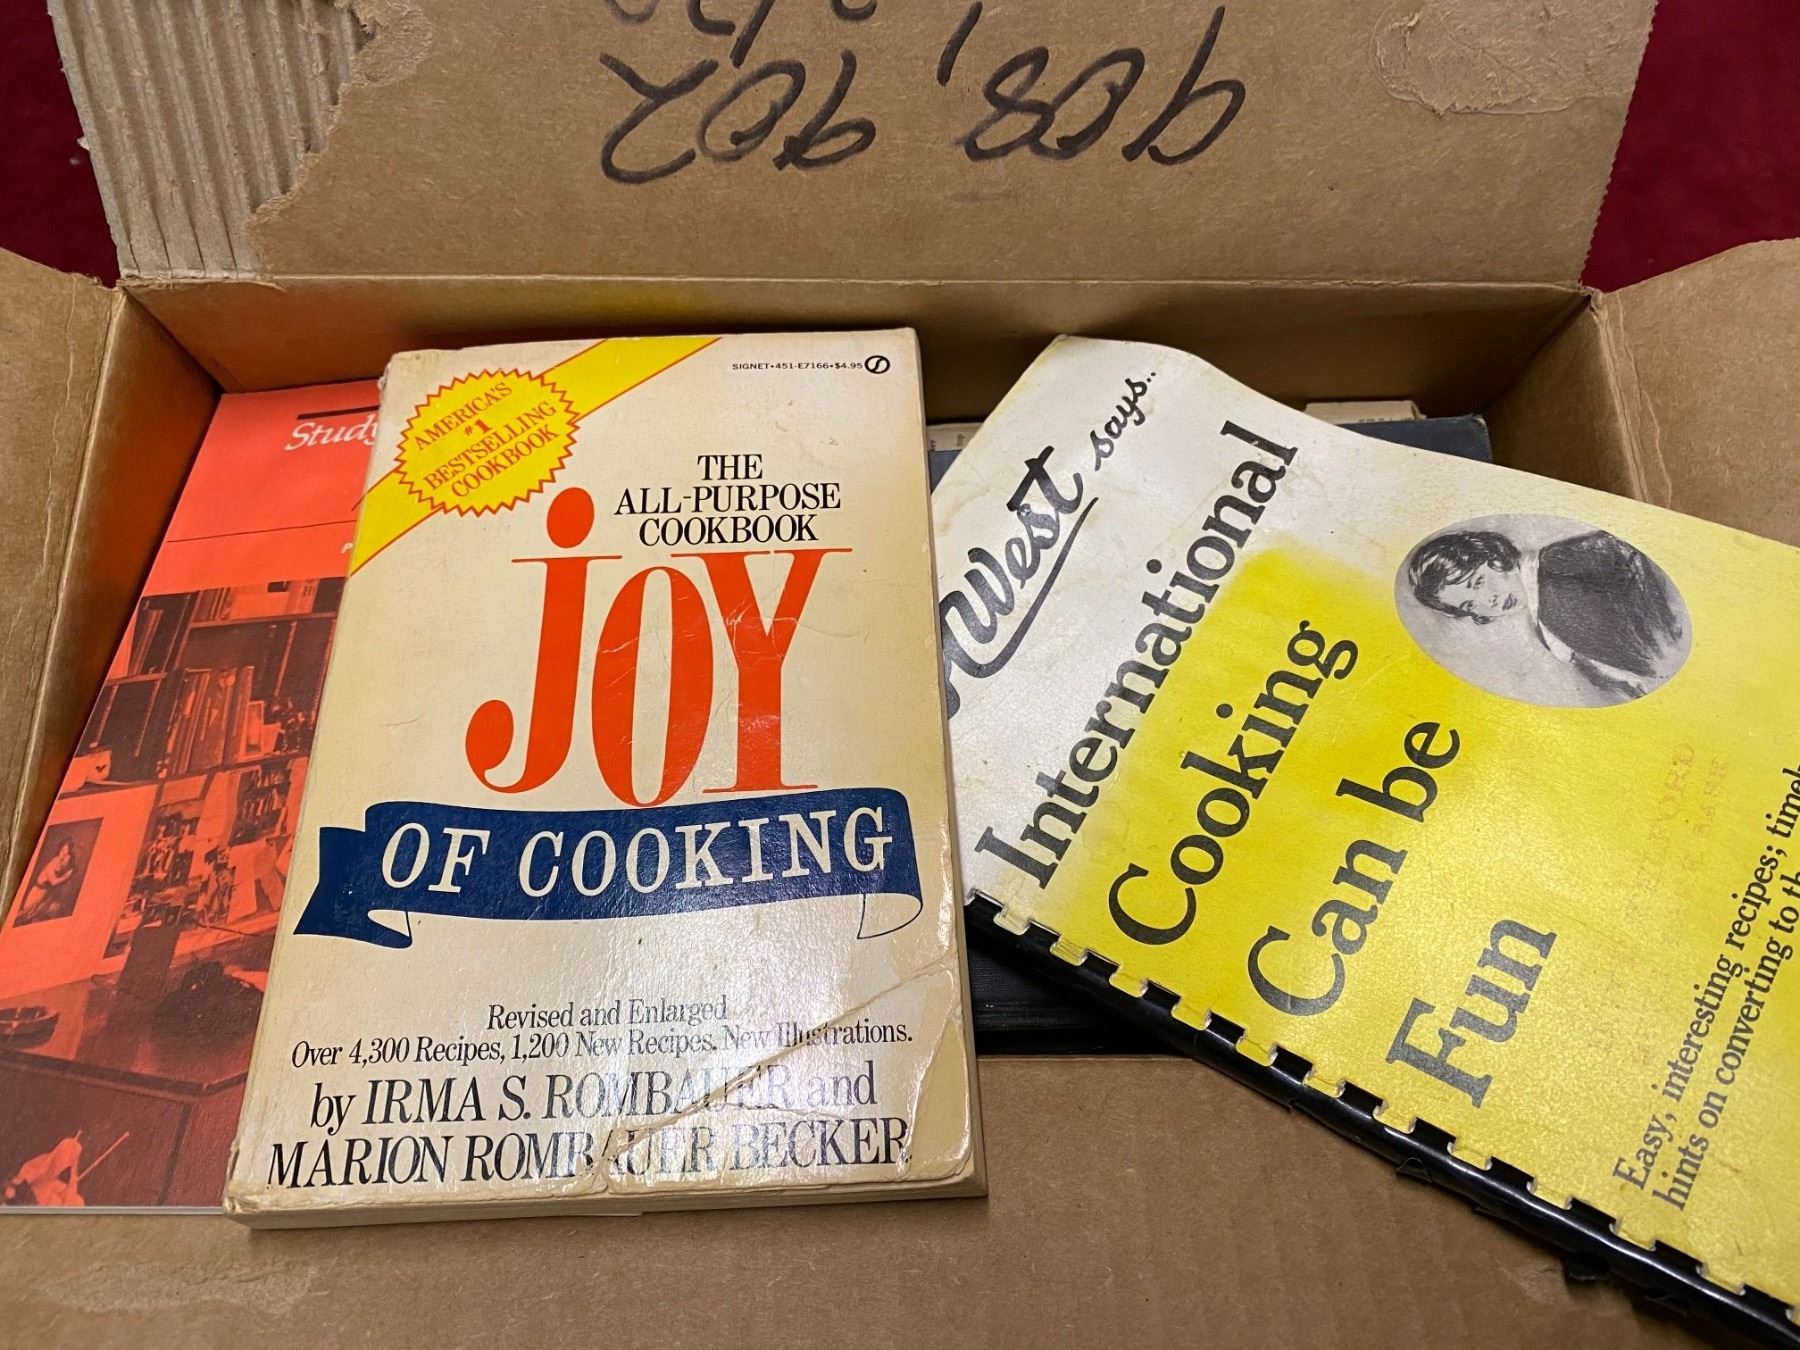 902
908,
Study
SIGNET•451-E7166•$4.95
AMERICA'S
#1
BESTSELLING
COOKBOOK
THE
ALL-PURPOSE
COOKBOOK
JOY
OF COOKING
Revised and Enlarged
Over 4,300 Recipes, 1,200 New Recipes. New Illustrations.
by IRMA S. ROMBAUER and
MARION ROMBAUER BECKER
West says..
International
Cooking
Can be
Fun
Easy, interesting recipes;
hints on converting to